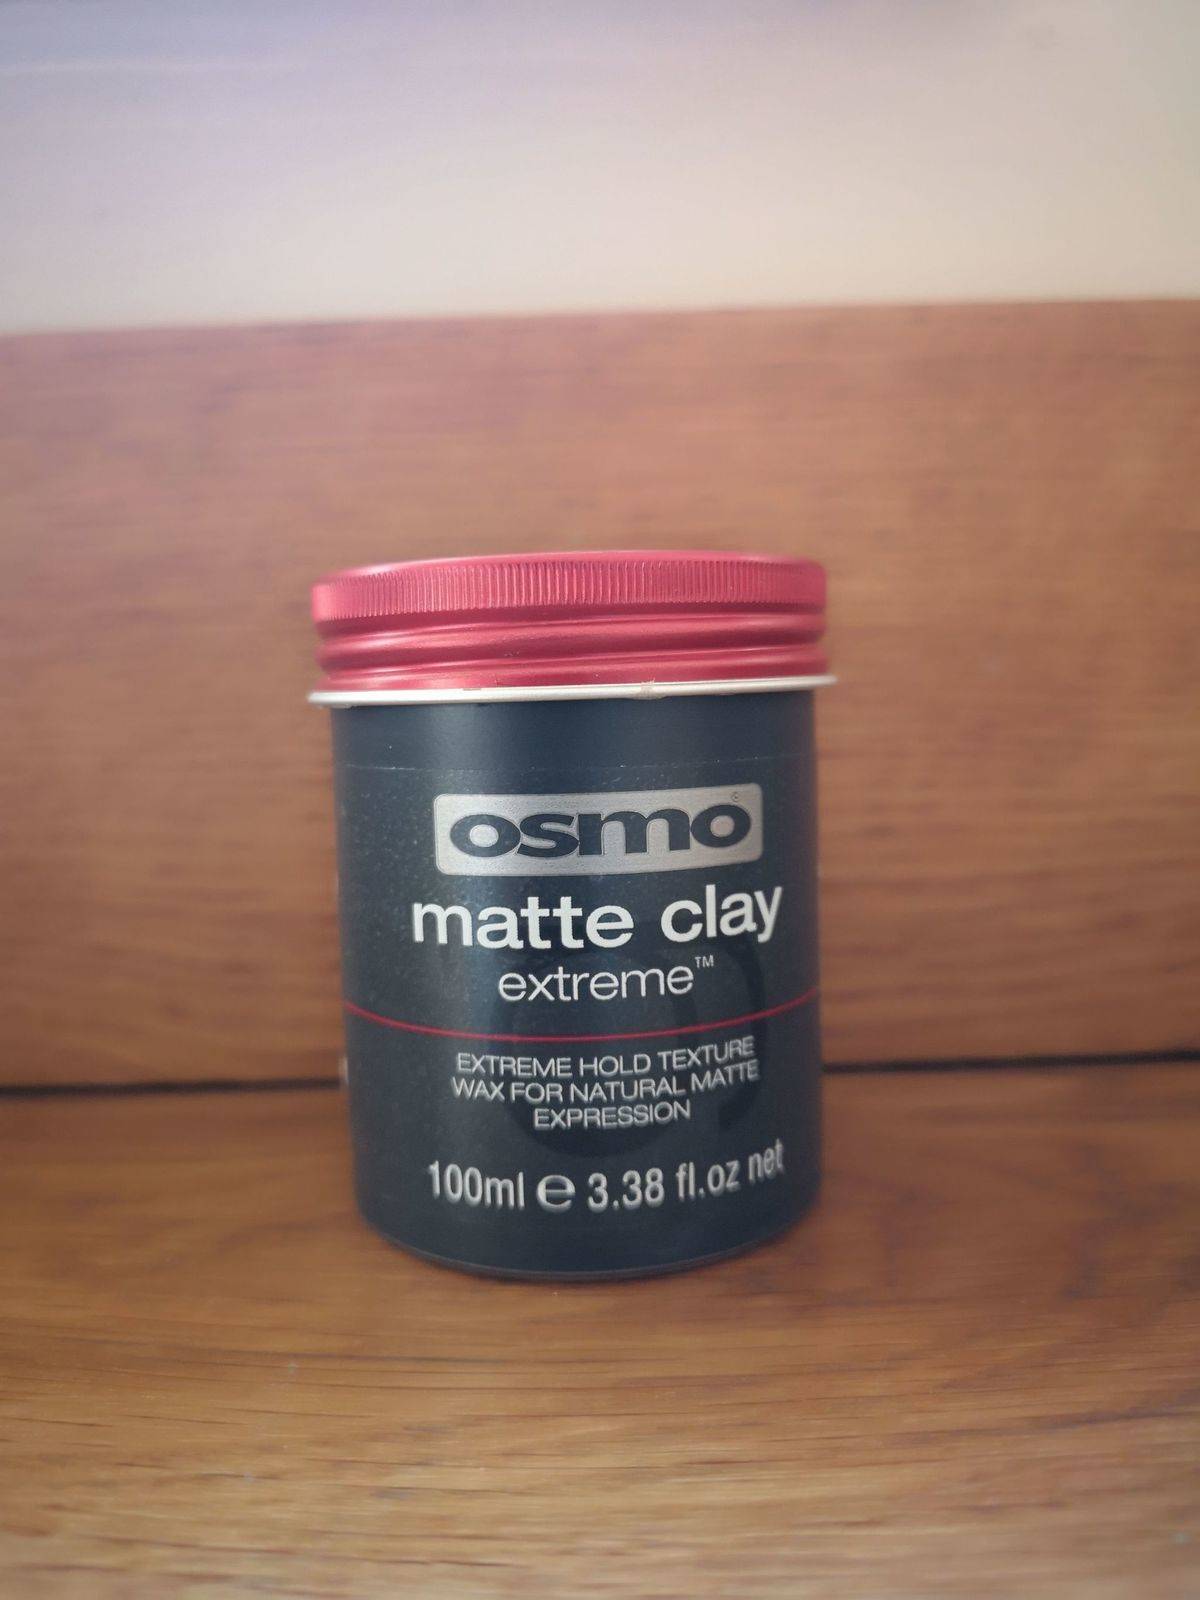 osmo®
matte clay
extreme™
EXTREME HOLD TEXTURE
WAX FOR NATURAL MATTE
EXPRESSION
100ml ℮ 3.38 fl.oz net